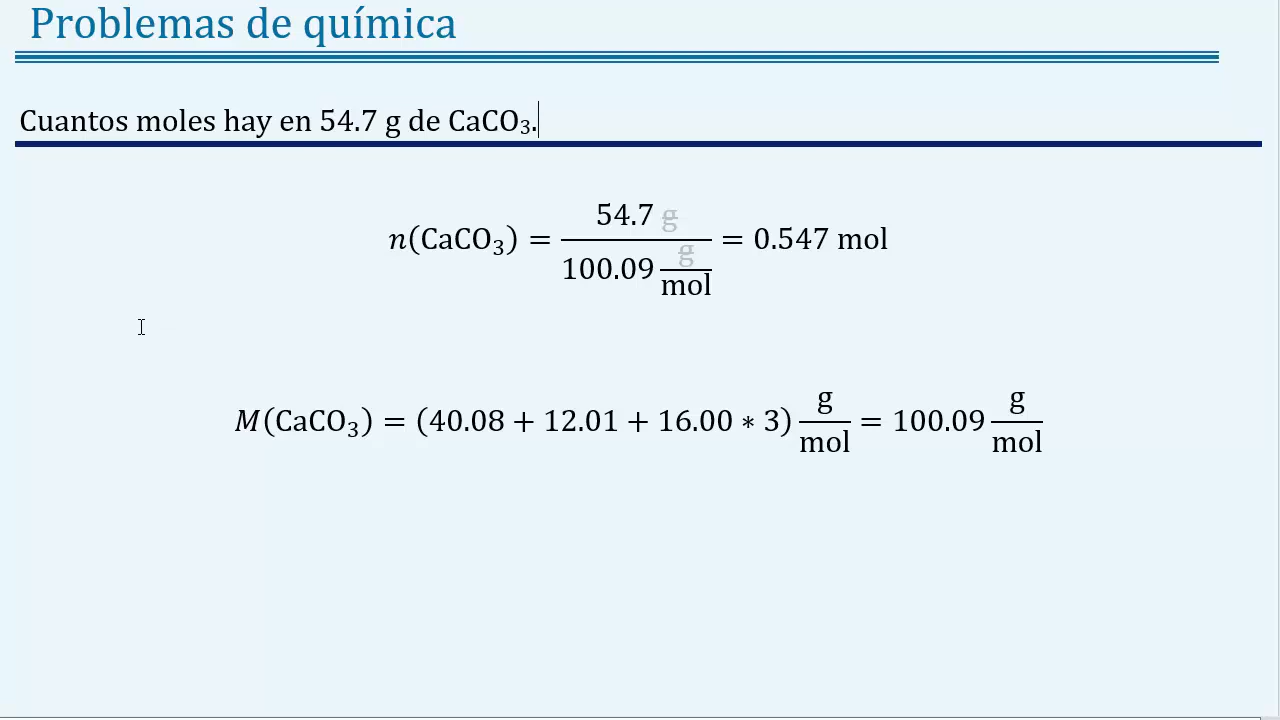 Problemas de química
Cuantos moles hay en 54.7 g de CaCO₃.
n(CaCO₃) = 54.7 g / 100.09 g/mol = 0.547 mol
M(CaCO₃) = (40.08 + 12.01 + 16.00 ∗ 3) g/mol = 100.09 g/mol